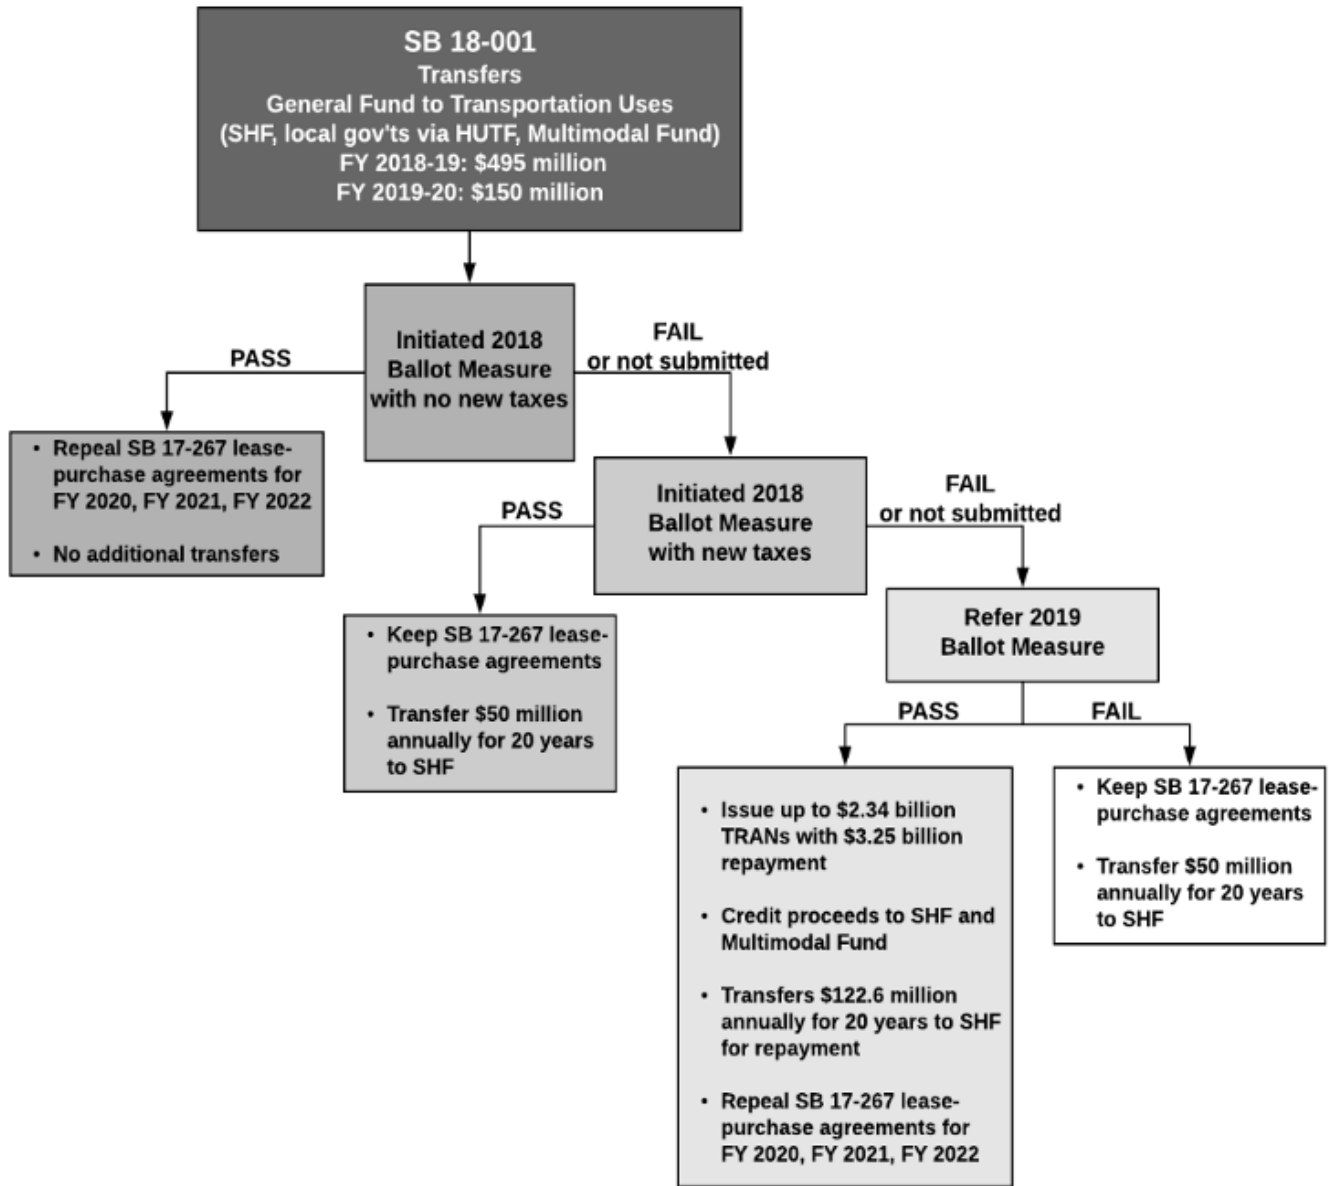 SB 18-001
Transfers
General Fund to Transportation Uses
(SHF, local gov'ts via HUTF, Multimodal Fund)
FY 2018-19: $495 million
FY 2019-20: $150 million
Initiated 2018
Ballot Measure
with no new taxes
PASS
FAIL
or not submitted
• Repeal SB 17-267 lease-
purchase agreements for
FY 2020, FY 2021, FY 2022
• No additional transfers
Initiated 2018
Ballot Measure
with new taxes
PASS
FAIL
or not submitted
• Keep SB 17-267 lease-
purchase agreements
• Transfer $50 million
annually for 20 years
to SHF
Refer 2019
Ballot Measure
PASS
FAIL
• Issue up to $2.34 billion
TRANs with $3.25 billion
repayment
• Credit proceeds to SHF and
Multimodal Fund
• Transfers $122.6 million
annually for 20 years to SHF
for repayment
• Repeal SB 17-267 lease-
purchase agreements for
FY 2020, FY 2021, FY 2022
• Keep SB 17-267 lease-
purchase agreements
• Transfer $50 million
annually for 20 years
to SHF